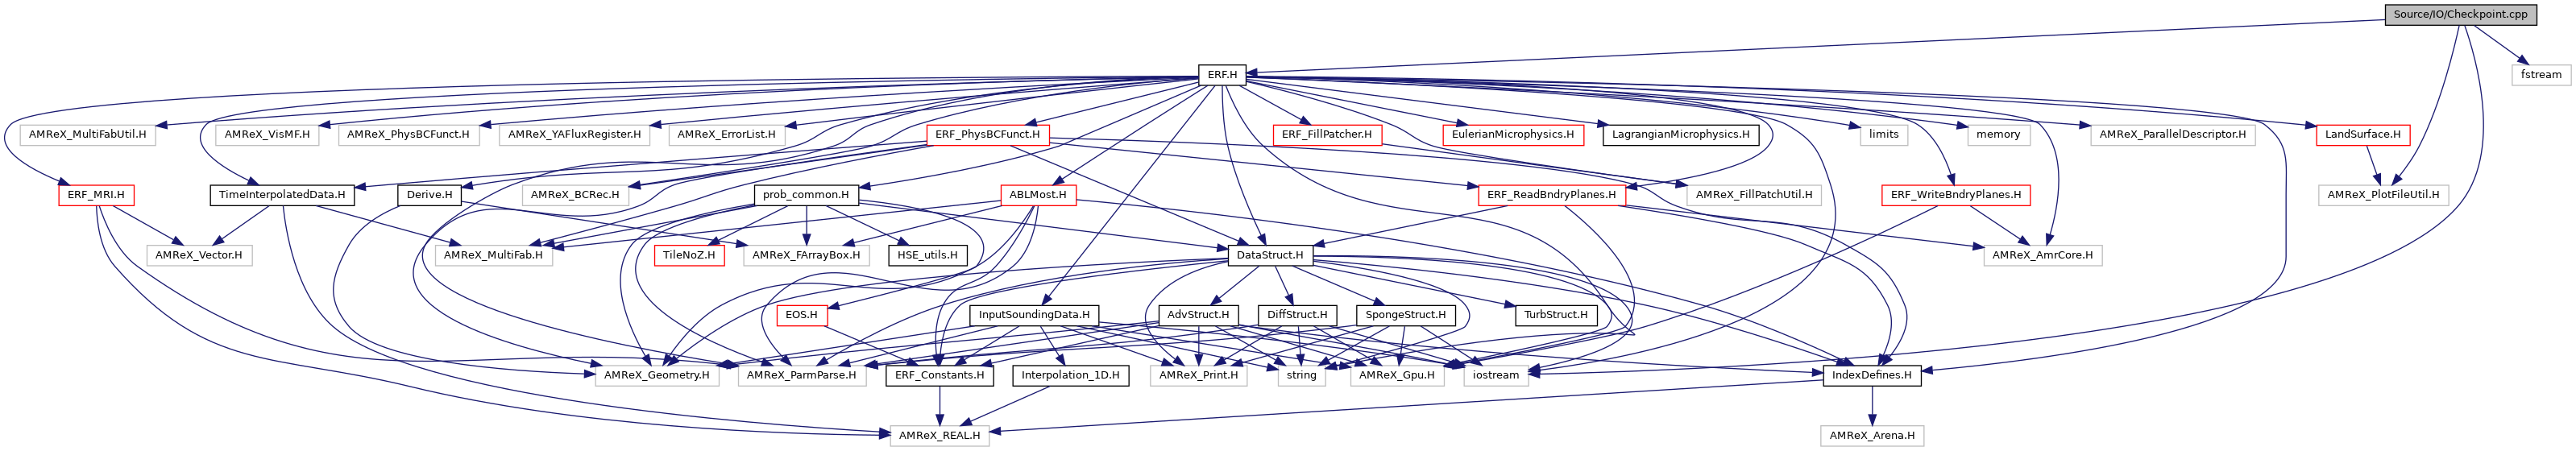 Source/IO/Checkpoint.cpp
ERF.H
fstream
AMReX_MultiFabUtil.H
AMReX_VisMF.H
AMReX_PhysBCFunct.H
AMReX_YAFluxRegister.H
AMReX_ErrorList.H
ERF_PhysBCFunct.H
ERF_FillPatcher.H
EulerianMicrophysics.H
LagrangianMicrophysics.H
limits
memory
AMReX_ParallelDescriptor.H
LandSurface.H
ERF_MRI.H
TimeInterpolatedData.H
Derive.H
AMReX_BCRec.H
prob_common.H
ABLMost.H
ERF_ReadBndryPlanes.H
AMReX_FillPatchUtil.H
ERF_WriteBndryPlanes.H
AMReX_PlotFileUtil.H
AMReX_Vector.H
AMReX_MultiFab.H
TileNoZ.H
AMReX_FArrayBox.H
HSE_utils.H
DataStruct.H
AMReX_AmrCore.H
EOS.H
InputSoundingData.H
AdvStruct.H
DiffStruct.H
SpongeStruct.H
TurbStruct.H
AMReX_Geometry.H
AMReX_ParmParse.H
ERF_Constants.H
Interpolation_1D.H
AMReX_Print.H
string
AMReX_Gpu.H
iostream
IndexDefines.H
AMReX_REAL.H
AMReX_Arena.H